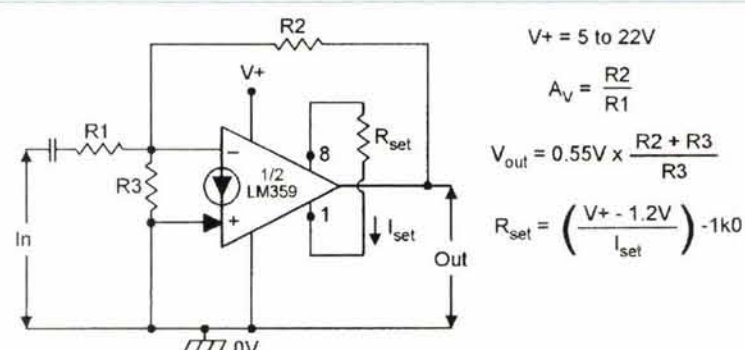 R2
V+ = 5 to 22V
V+
A_V = R2 / R1
R1
8
R_set
R3
−
1/2
LM359
+
V_out = 0.55V x (R2 + R3) / R3
1
I_set
R_set = ( (V+ - 1.2V) / I_set ) -1k0
In
Out
0V